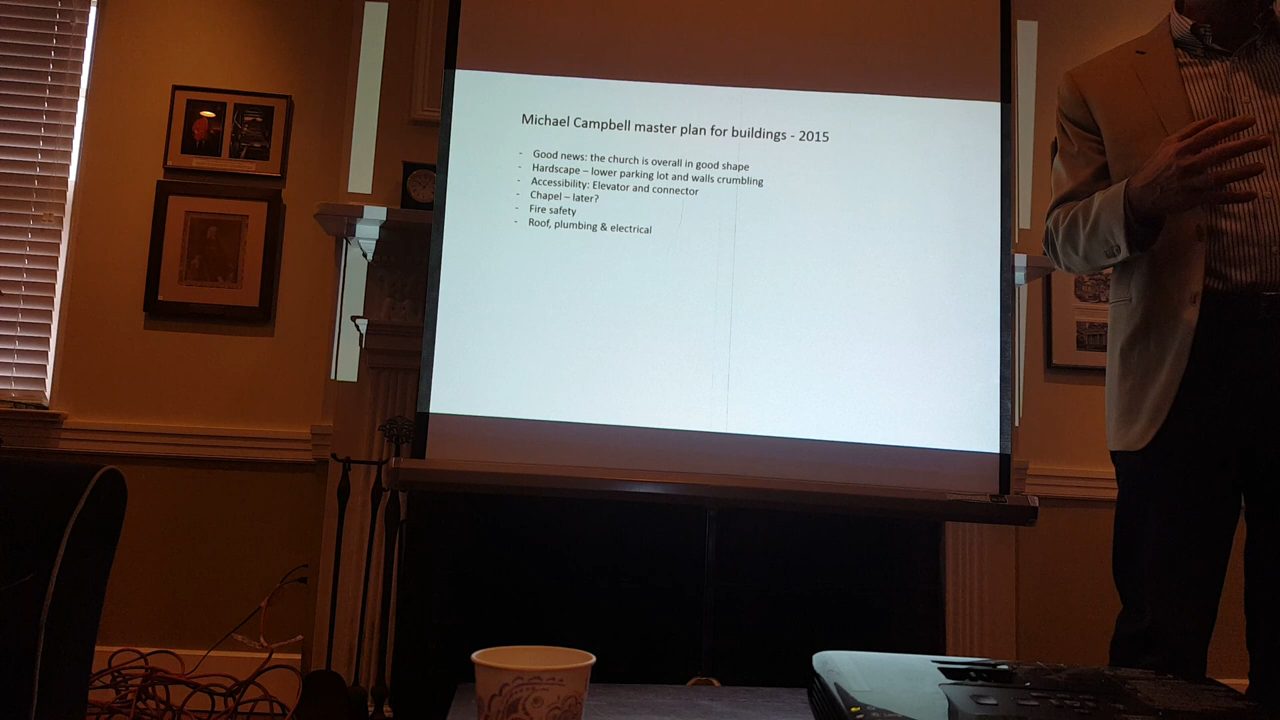 Michael Campbell master plan for buildings - 2015
- Good news: the church is overall in good shape
- Hardscape – lower parking lot and walls crumbling
- Accessibility: Elevator and connector
- Chapel – later?
- Fire safety
- Roof, plumbing & electrical